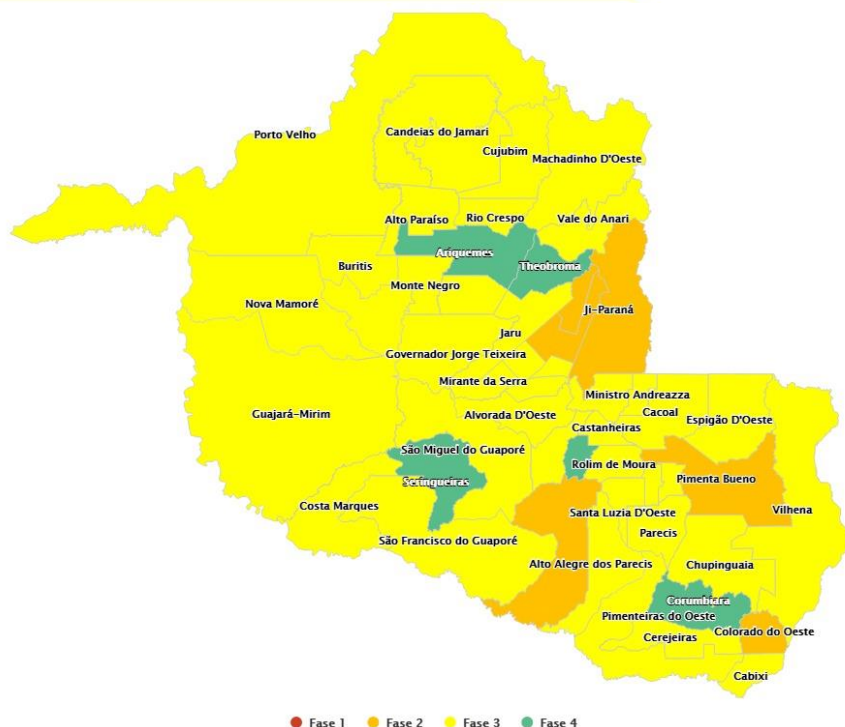 Porto Velho
Candeias do Jamari
Cujubim
Machadinho D'Oeste
Alto Paraíso
Rio Crespo
Vale do Anari
Ariquemes
Theobroma
Buritis
Monte Negro
Nova Mamoré
Ji-Paraná
Jaru
Governador Jorge Teixeira
Mirante da Serra
Ministro Andreazza
Cacoal
Espigão D'Oeste
Guajará-Mirim
Alvorada D'Oeste
Castanheiras
São Miguel do Guaporé
Rolim de Moura
Seringueiras
Pimenta Bueno
Costa Marques
Santa Luzia D'Oeste
Vilhena
Parecis
São Francisco do Guaporé
Alto Alegre dos Parecis
Chupinguaia
Corumbiara
Pimenteiras do Oeste
Colorado do Oeste
Cerejeiras
Cabixi
Fase 1 Fase 2 Fase 3 Fase 4